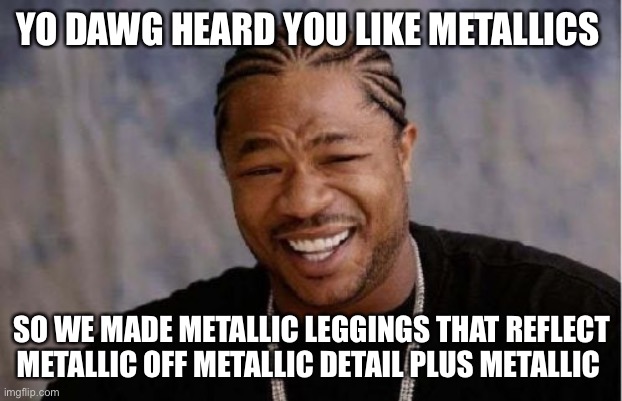 YO DAWG HEARD YOU LIKE METALLICS
SO WE MADE METALLIC LEGGINGS THAT REFLECT
METALLIC OFF METALLIC DETAIL PLUS METALLIC
imgflip.com